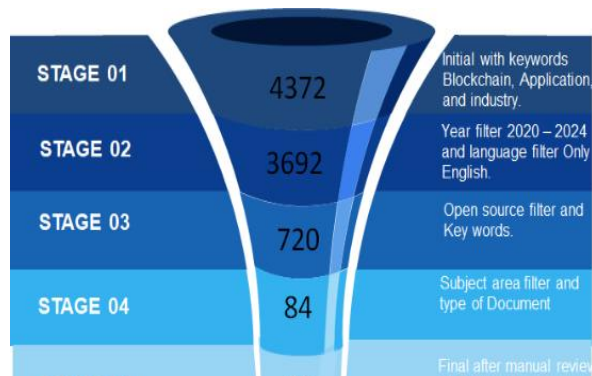 STAGE 01
4372
Initial with keywords
Blockchain, Application,
and industry.
STAGE 02
3692
Year filter 2020 – 2024
and language filter Only
English.
STAGE 03
720
Open source filter and
Key words.
STAGE 04
84
Subject area filter and
type of Document
Final after manual review